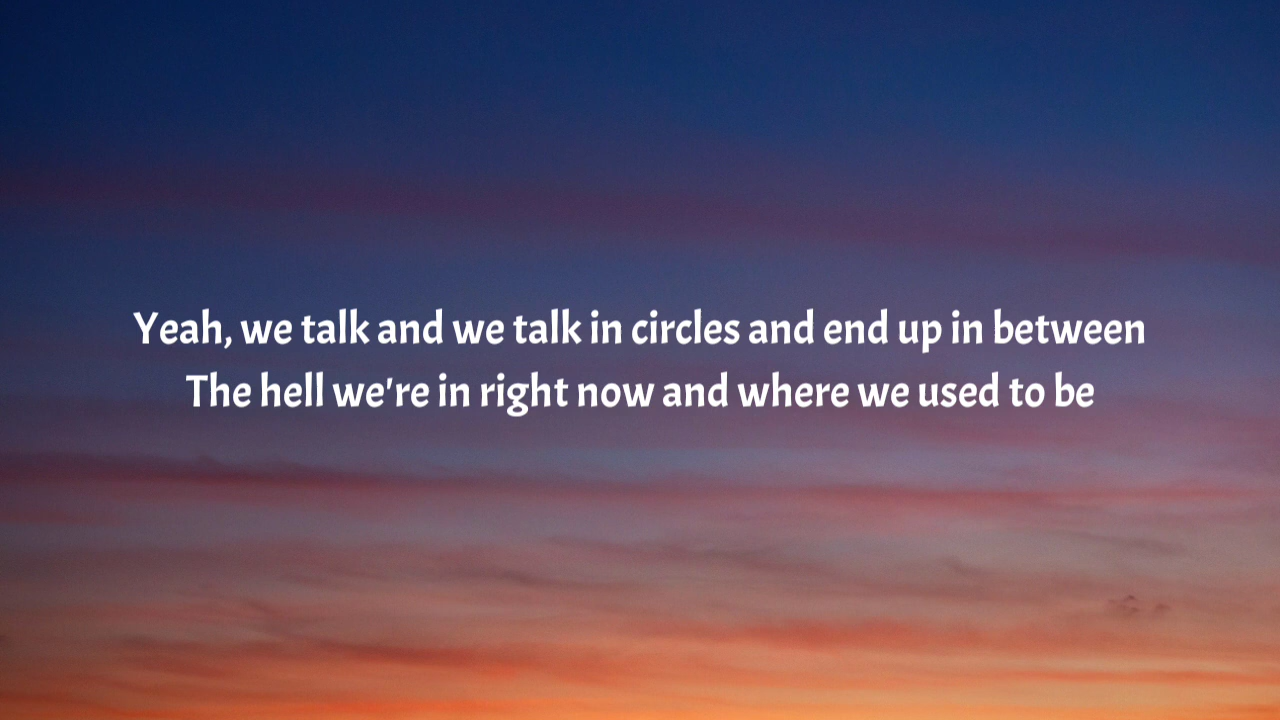 Yeah, we talk and we talk in circles and end up in between
The hell we're in right now and where we used to be